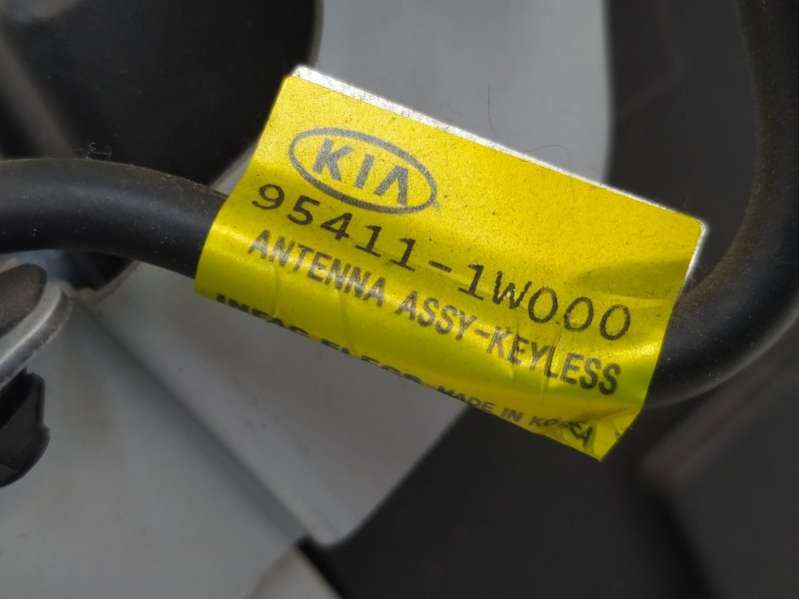 KIA
95411-1W000
ANTENNA ASSY-KEYLESS
MADE IN KOREA